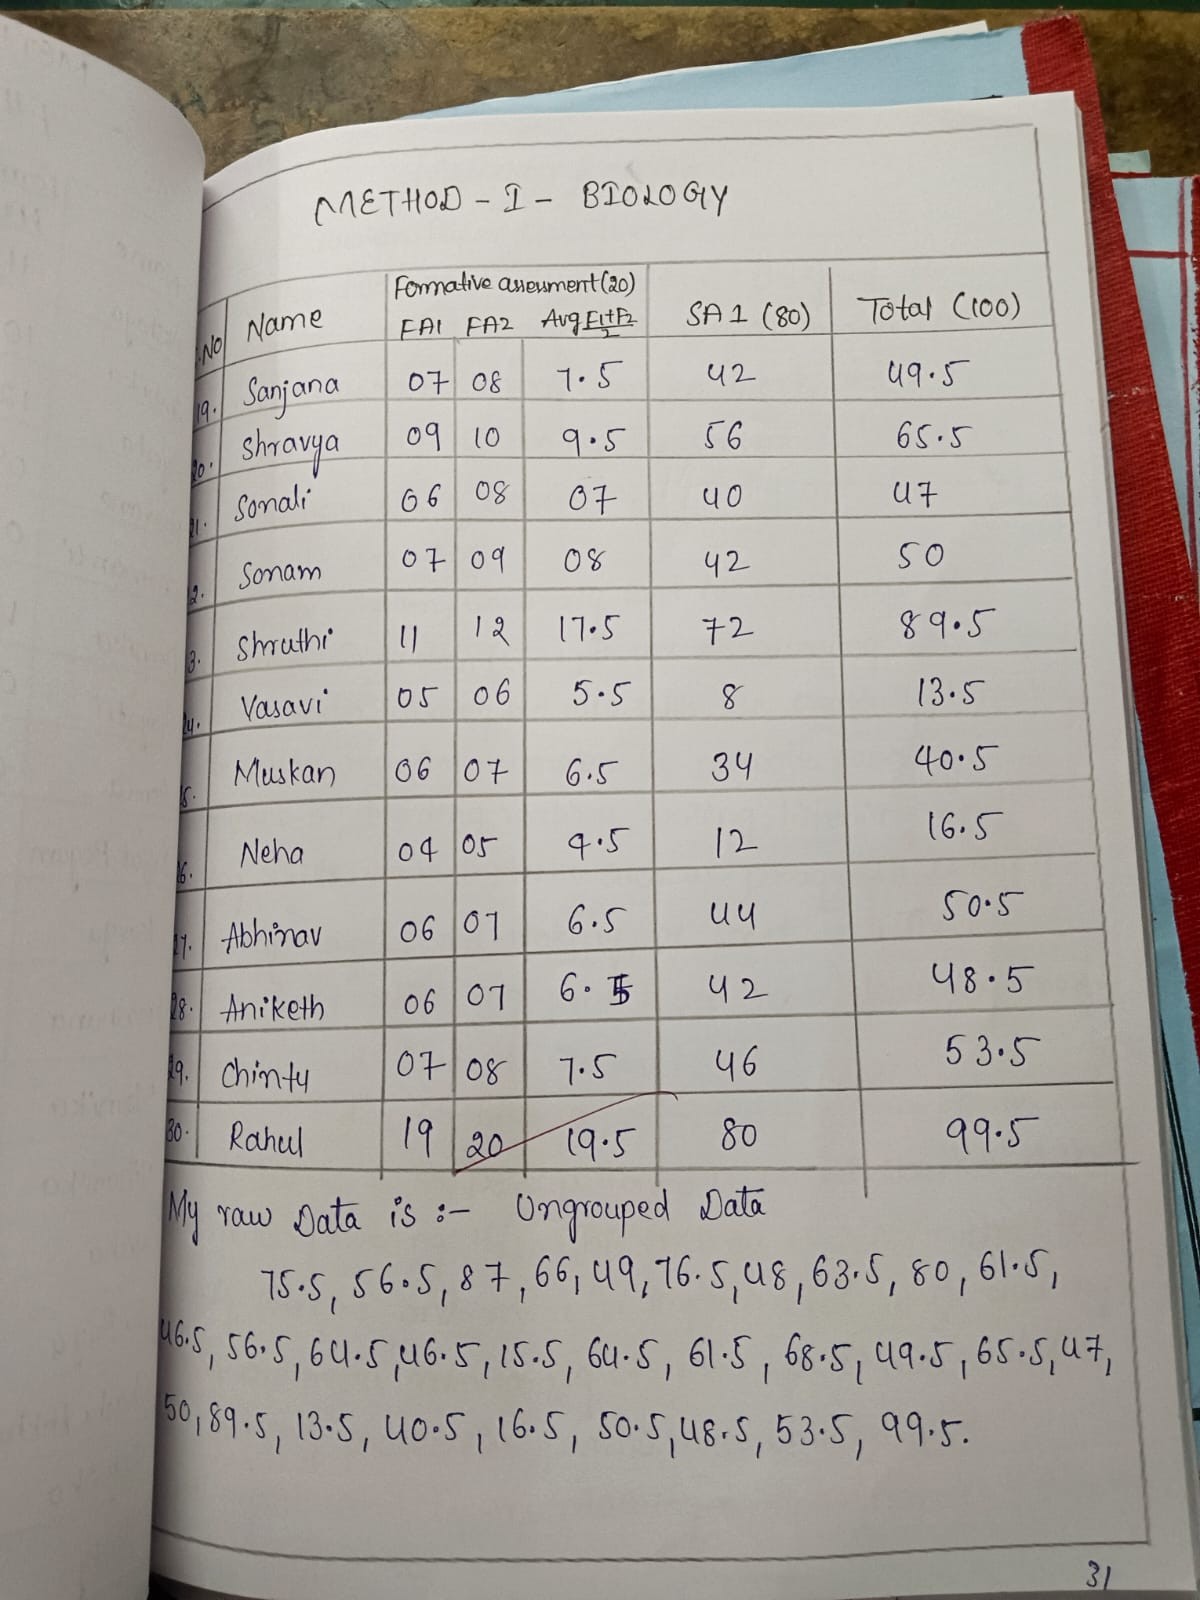 METHOD - I - BIOLOGY
.No Name Formative assessment (20) SA 1 (80) Total (100)
FA1 FA2 Avg F1+F2/2
19. Sanjana 07 08 7.5 42 49.5
20. Shravya 09 10 9.5 56 65.5
21. Sonali 06 08 07 40 47
2. Sonam 07 09 08 42 50
3. Shruthi 11 12 17.5 72 89.5
24. Vasavi 05 06 5.5 8 13.5
25. Muskan 06 07 6.5 34 40.5
26. Neha 04 05 4.5 12 16.5
27. Abhinav 06 07 6.5 44 50.5
28. Aniketh 06 07 6.5 42 48.5
29. Chinty 07 08 7.5 46 53.5
30. Rahul 19 20 19.5 80 99.5
My raw Data is :- Ungrouped Data
75.5, 56.5, 87, 66, 49, 76.5, 48, 63.5, 80, 61.5,
46.5, 56.5, 64.5, 46.5, 15.5, 64.5, 61.5, 68.5, 49.5, 65.5, 47,
50, 89.5, 13.5, 40.5, 16.5, 50.5, 48.5, 53.5, 99.5.
31